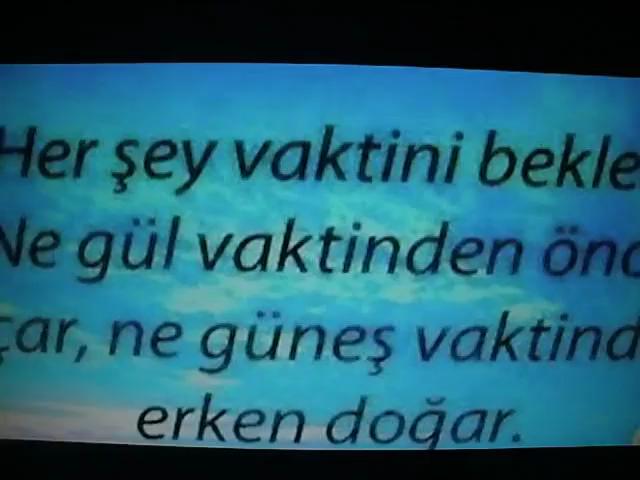 Her şey vaktini bekle
Ne gül vaktinden önc
çar, ne güneş vaktind
erken doğar.